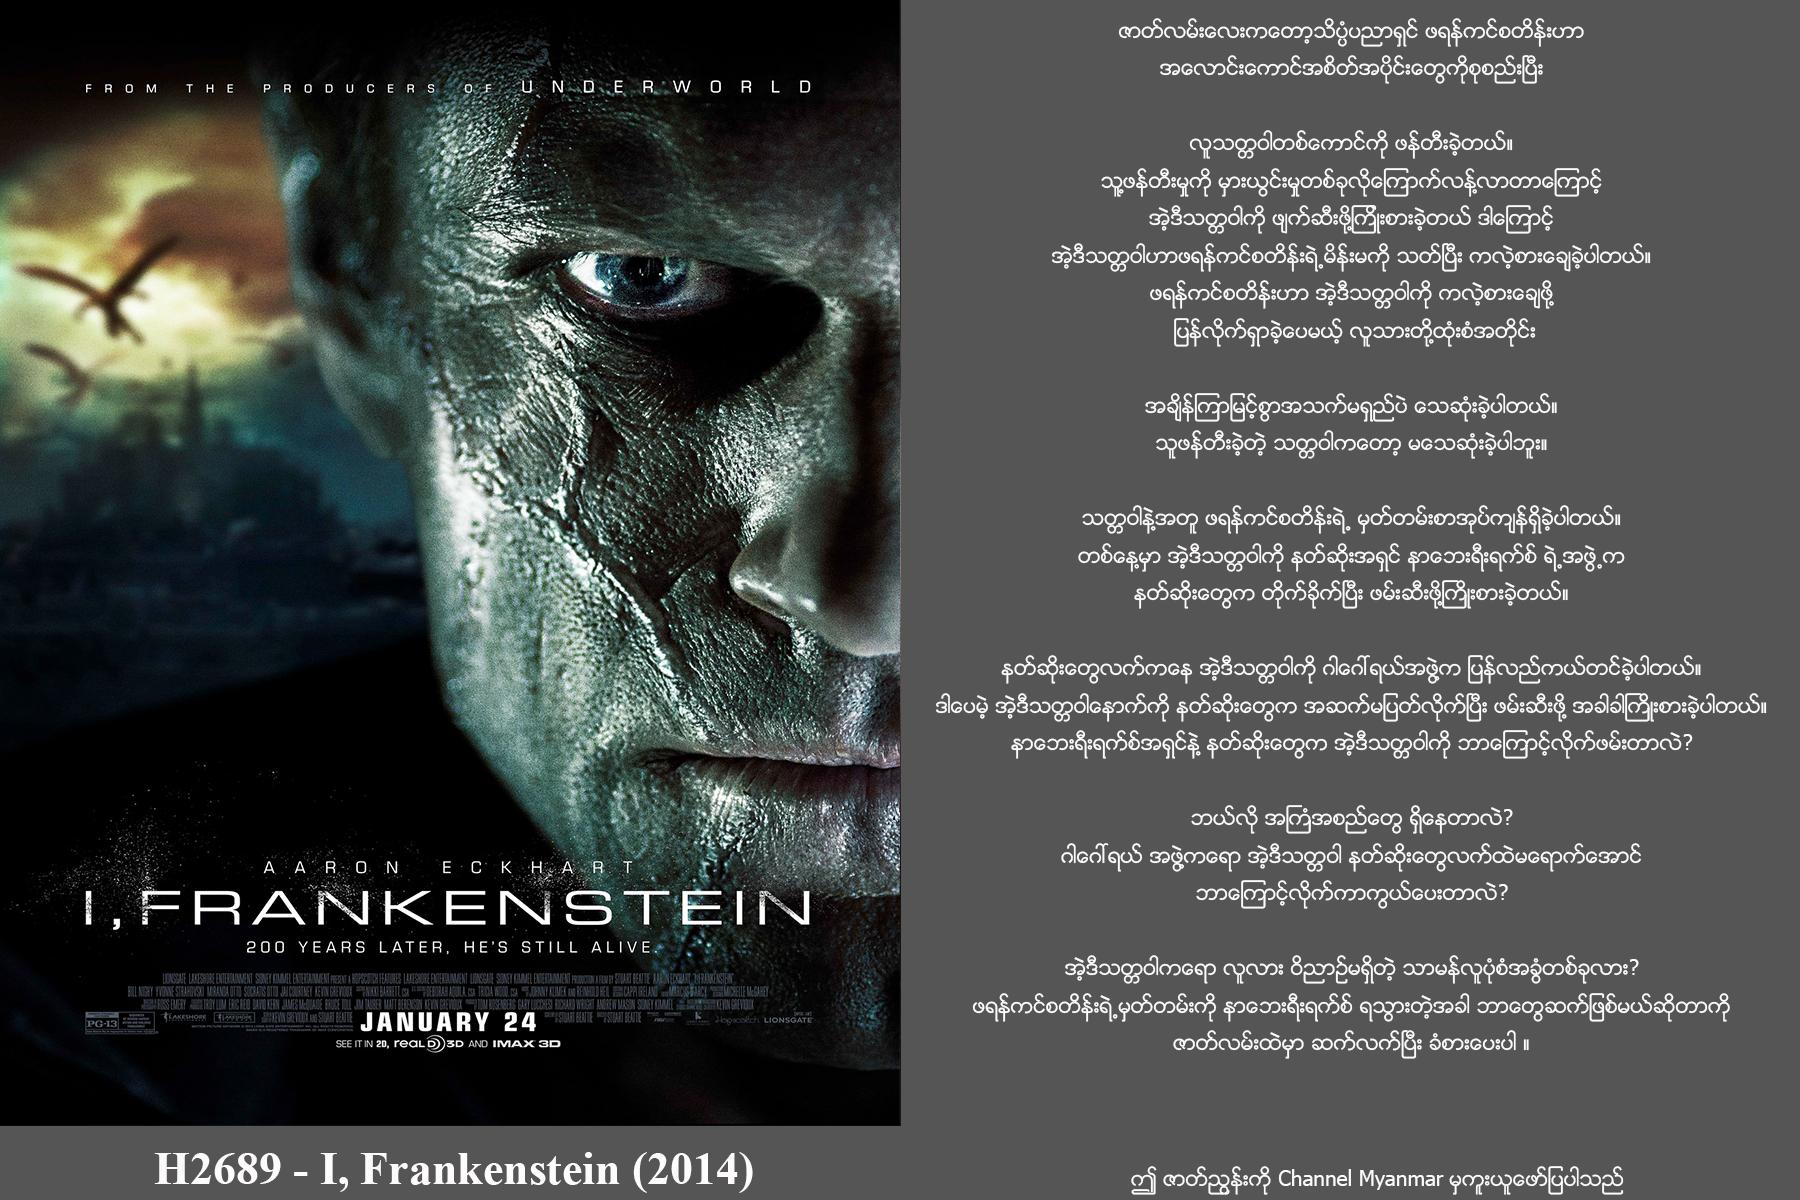 FROM THE PRODUCERS OF UNDERWORLD
AARON ECKHART
I, FRANKENSTEIN
200 YEARS LATER, HE'S STILL ALIVE.
PG-13
LAKESHORE
LIONSGATE
JANUARY 24
SEE IT IN 2D, REAL D 3D AND IMAX 3D
H2689 - I, Frankenstein (2014)
ဇာတ်လမ်းလေးကတော့သိပ္ပံပညာရှင် ဖရန်ကင်စတိန်းဟာ
အလောင်းကောင်အစိတ်အပိုင်းတွေကိုစုစည်းပြီး
လူသတ္တဝါတစ်ကောင်ကို ဖန်တီးခဲ့တယ်။
သူ့ဖန်တီးမှုကို မှားယွင်းမှုတစ်ခုလိုကြောက်လန့်လာတာကြောင့်
အဲ့ဒီသတ္တဝါကို ဖျက်ဆီးဖို့ကြိုးစားခဲ့တယ် ဒါကြောင့်
အဲ့ဒီသတ္တဝါဟာဖရန်ကင်စတိန်းရဲ့မိန်းမကို သတ်ပြီး ကလဲ့စားချေခဲ့ပါတယ်။
ဖရန်ကင်စတိန်းဟာ အဲ့ဒီသတ္တဝါကို ကလဲ့စားချေဖို့
ပြန်လိုက်ရှာခဲ့ပေမယ့် လူသားတို့ထုံးစံအတိုင်း
အချိန်ကြာမြင့်စွာအသက်မရှည်ပဲ သေဆုံးခဲ့ပါတယ်။
သူဖန်တီးခဲ့တဲ့ သတ္တဝါကတော့ မသေဆုံးခဲ့ပါဘူး။
သတ္တဝါနဲ့အတူ ဖရန်ကင်စတိန်းရဲ့ မှတ်တမ်းစာအုပ်ကျန်ရှိခဲ့ပါတယ်။
တစ်နေ့မှာ အဲ့ဒီသတ္တဝါကို နတ်ဆိုးအရှင် နာဘေးရီးရက်စ် ရဲ့အဖွဲ့က
နတ်ဆိုးတွေက တိုက်ခိုက်ပြီး ဖမ်းဆီးဖို့ကြိုးစားခဲ့တယ်။
နတ်ဆိုးတွေလက်ကနေ အဲ့ဒီသတ္တဝါကို ဂါဂေါ်ရယ်အဖွဲ့က ပြန်လည်ကယ်တင်ခဲ့ပါတယ်။
ဒါပေမဲ့ အဲ့ဒီသတ္တဝါနောက်ကို နတ်ဆိုးတွေက အဆက်မပြတ်လိုက်ပြီး ဖမ်းဆီးဖို့ အခါခါကြိုးစားခဲ့ပါတယ်။
နာဘေးရီးရက်စ်အရှင်နဲ့ နတ်ဆိုးတွေက အဲ့ဒီသတ္တဝါကို ဘာကြောင့်လိုက်ဖမ်းတာလဲ?
ဘယ်လို အကြံအစည်တွေ ရှိနေတာလဲ?
ဂါဂေါ်ရယ် အဖွဲ့ကရော အဲ့ဒီသတ္တဝါ နတ်ဆိုးတွေလက်ထဲမရောက်အောင်
ဘာကြောင့်လိုက်ကာကွယ်ပေးတာလဲ?
အဲ့ဒီသတ္တဝါကရော လူလား ဝိညာဉ်မရှိတဲ့ သာမန်လူပုံစံအခွံတစ်ခုလား?
ဖရန်ကင်စတိန်းရဲ့မှတ်တမ်းကို နာဘေးရီးရက်စ် ရသွားတဲ့အခါ ဘာတွေဆက်ဖြစ်မယ်ဆိုတာကို
ဇာတ်လမ်းထဲမှာ ဆက်လက်ပြီး ခံစားပေးပါ ။
ဤ ဇာတ်ညွှန်းကို Channel Myanmar မှကူးယူဖော်ပြပါသည်